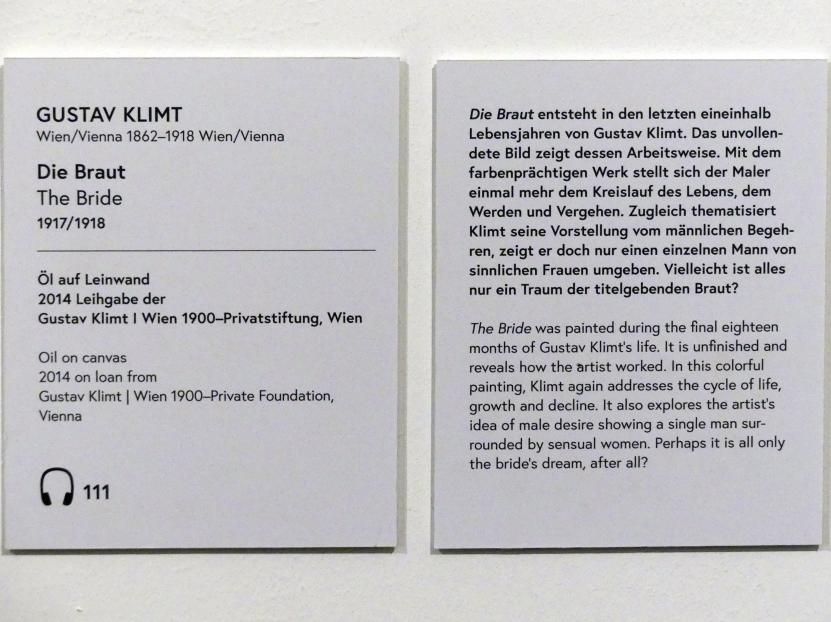 GUSTAV KLIMT
Wien/Vienna 1862–1918 Wien/Vienna
Die Braut
The Bride
1917/1918
Öl auf Leinwand
2014 Leihgabe der
Gustav Klimt | Wien 1900–Privatstiftung, Wien
Oil on canvas
2014 on loan from
Gustav Klimt | Wien 1900–Private Foundation,
Vienna
111
Die Braut entsteht in den letzten eineinhalb
Lebensjahren von Gustav Klimt. Das unvollen-
dete Bild zeigt dessen Arbeitsweise. Mit dem
farbenprächtigen Werk stellt sich der Maler
einmal mehr dem Kreislauf des Lebens, dem
Werden und Vergehen. Zugleich thematisiert
Klimt seine Vorstellung vom männlichen Begeh-
ren, zeigt er doch nur einen einzelnen Mann von
sinnlichen Frauen umgeben. Vielleicht ist alles
nur ein Traum der titelgebenden Braut?
The Bride was painted during the final eighteen
months of Gustav Klimt's life. It is unfinished and
reveals how the artist worked. In this colorful
painting, Klimt again addresses the cycle of life,
growth and decline. It also explores the artist's
idea of male desire showing a single man sur-
rounded by sensual women. Perhaps it is all only
the bride's dream, after all?